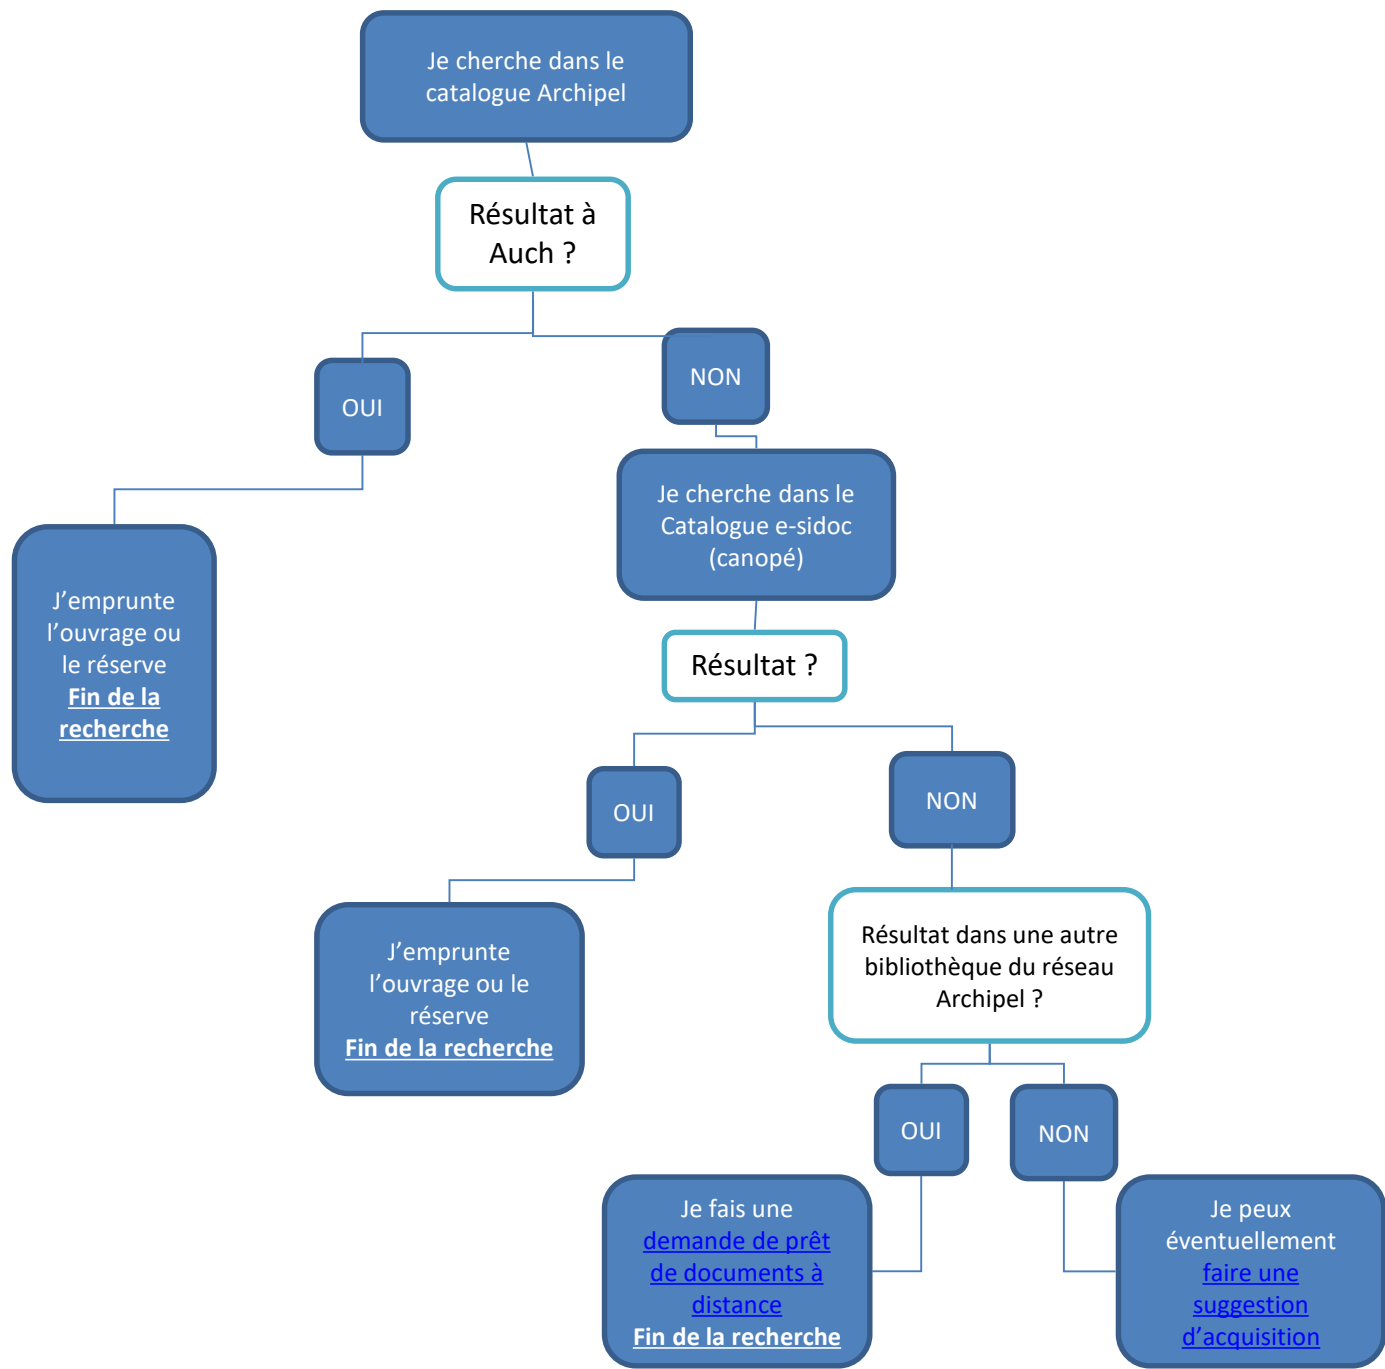 Je cherche dans le
catalogue Archipel
Résultat à
Auch ?
OUI
NON
J’emprunte
l’ouvrage ou
le réserve
Fin de la
recherche
Je cherche dans le
Catalogue e-sidoc
(canopé)
Résultat ?
OUI
NON
J’emprunte
l’ouvrage ou le
réserve
Fin de la recherche
Résultat dans une autre
bibliothèque du réseau
Archipel ?
OUI
NON
Je fais une
demande de prêt
de documents à
distance
Fin de la recherche
Je peux
éventuellement
faire une
suggestion
d’acquisition